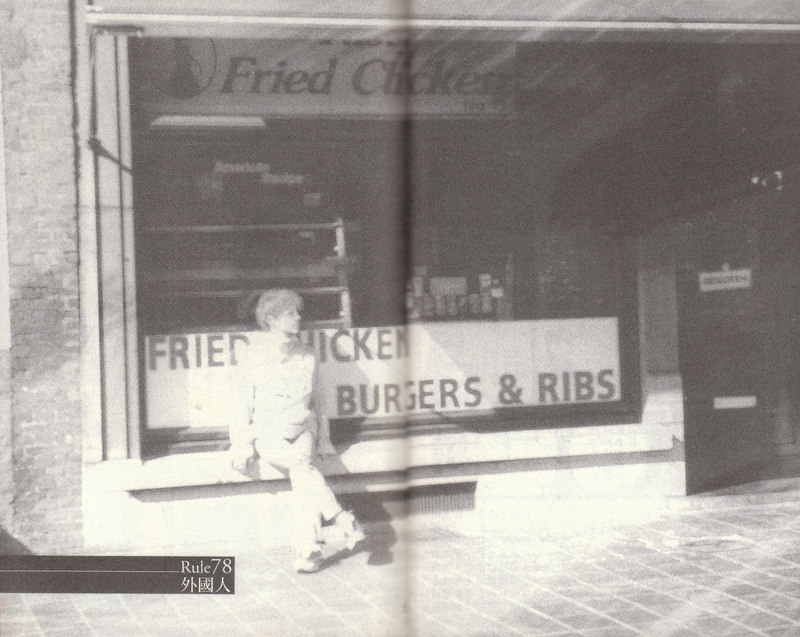 Fried Chicken
FRIED CHICKEN
BURGERS & RIBS
Rule78
外國人